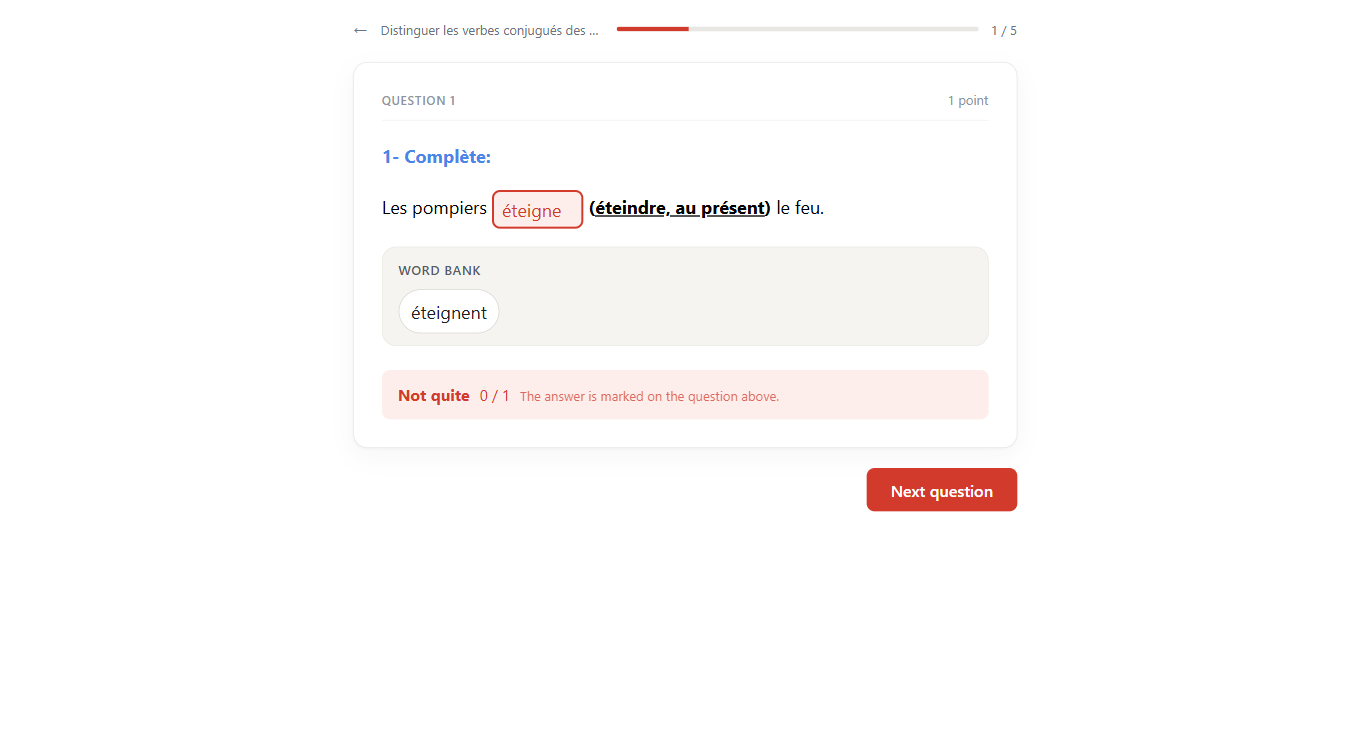 ← Distinguer les verbes conjugués des ... 1 / 5
QUESTION 1 1 point
1- Complète:
Les pompiers éteigne (éteindre, au présent) le feu.
WORD BANK
éteignent
Not quite 0 / 1 The answer is marked on the question above.
Next question